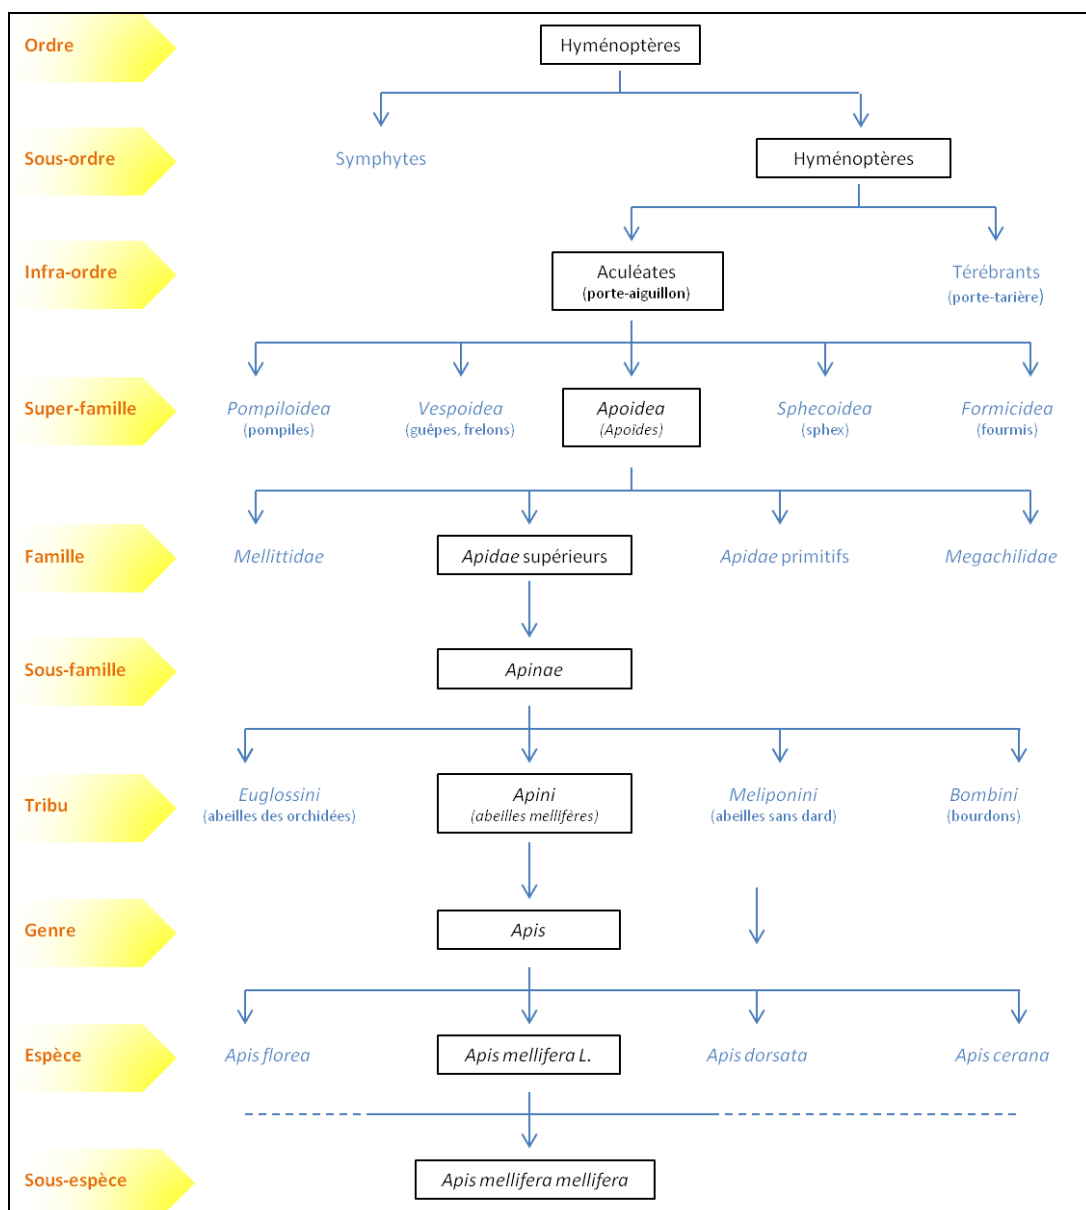 Ordre
Hyménoptères
Sous-ordre
Symphytes
Hyménoptères
Infra-ordre
Aculéates
(porte-aiguillon)
Térébrants
(porte-tarière)
Super-famille
Pompiloidea
(pompiles)
Vespoidea
(guêpes, frelons)
Apoidea
(Apoïdes)
Sphecoidea
(sphex)
Formicidea
(fourmis)
Famille
Mellittidae
Apidae supérieurs
Apidae primitifs
Megachilidae
Sous-famille
Apinae
Tribu
Euglossini
(abeilles des orchidées)
Apini
(abeilles mellifères)
Meliponini
(abeilles sans dard)
Bombini
(bourdons)
Genre
Apis
Espèce
Apis florea
Apis mellifera L.
Apis dorsata
Apis cerana
Sous-espèce
Apis mellifera mellifera